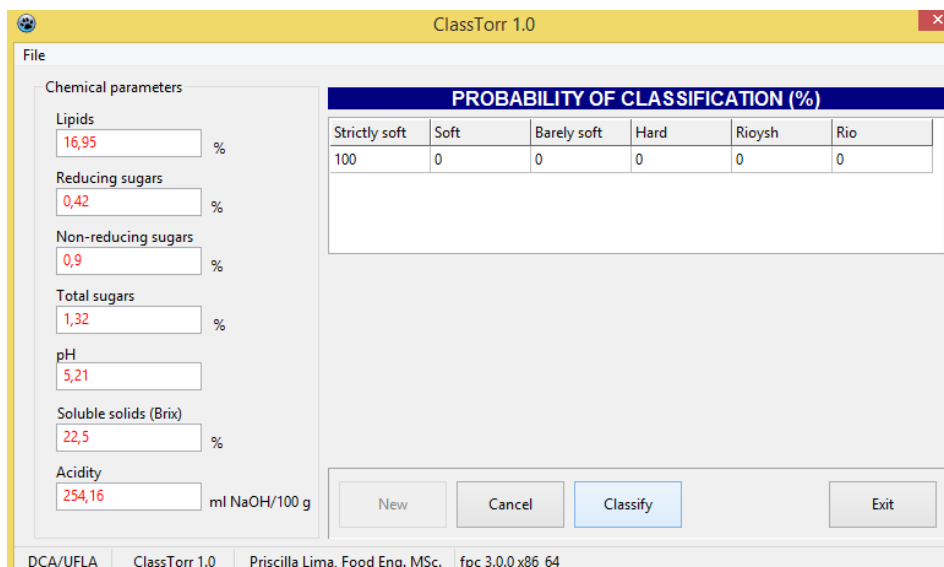 ClassTorr 1.0
File
Chemical parameters
Lipids
16,95 %
Reducing sugars
0,42 %
Non-reducing sugars
0,9 %
Total sugars
1,32 %
pH
5,21
Soluble solids (Brix)
22,5 %
Acidity
254,16 ml NaOH/100 g
PROBABILITY OF CLASSIFICATION (%)
Strictly soft Soft Barely soft Hard Rioysh Rio
100 0 0 0 0 0
New Cancel Classify Exit
DCA/UFLA ClassTorr 1.0 Priscilla Lima, Food Eng. MSc. fpc 3.0.0 x86_64